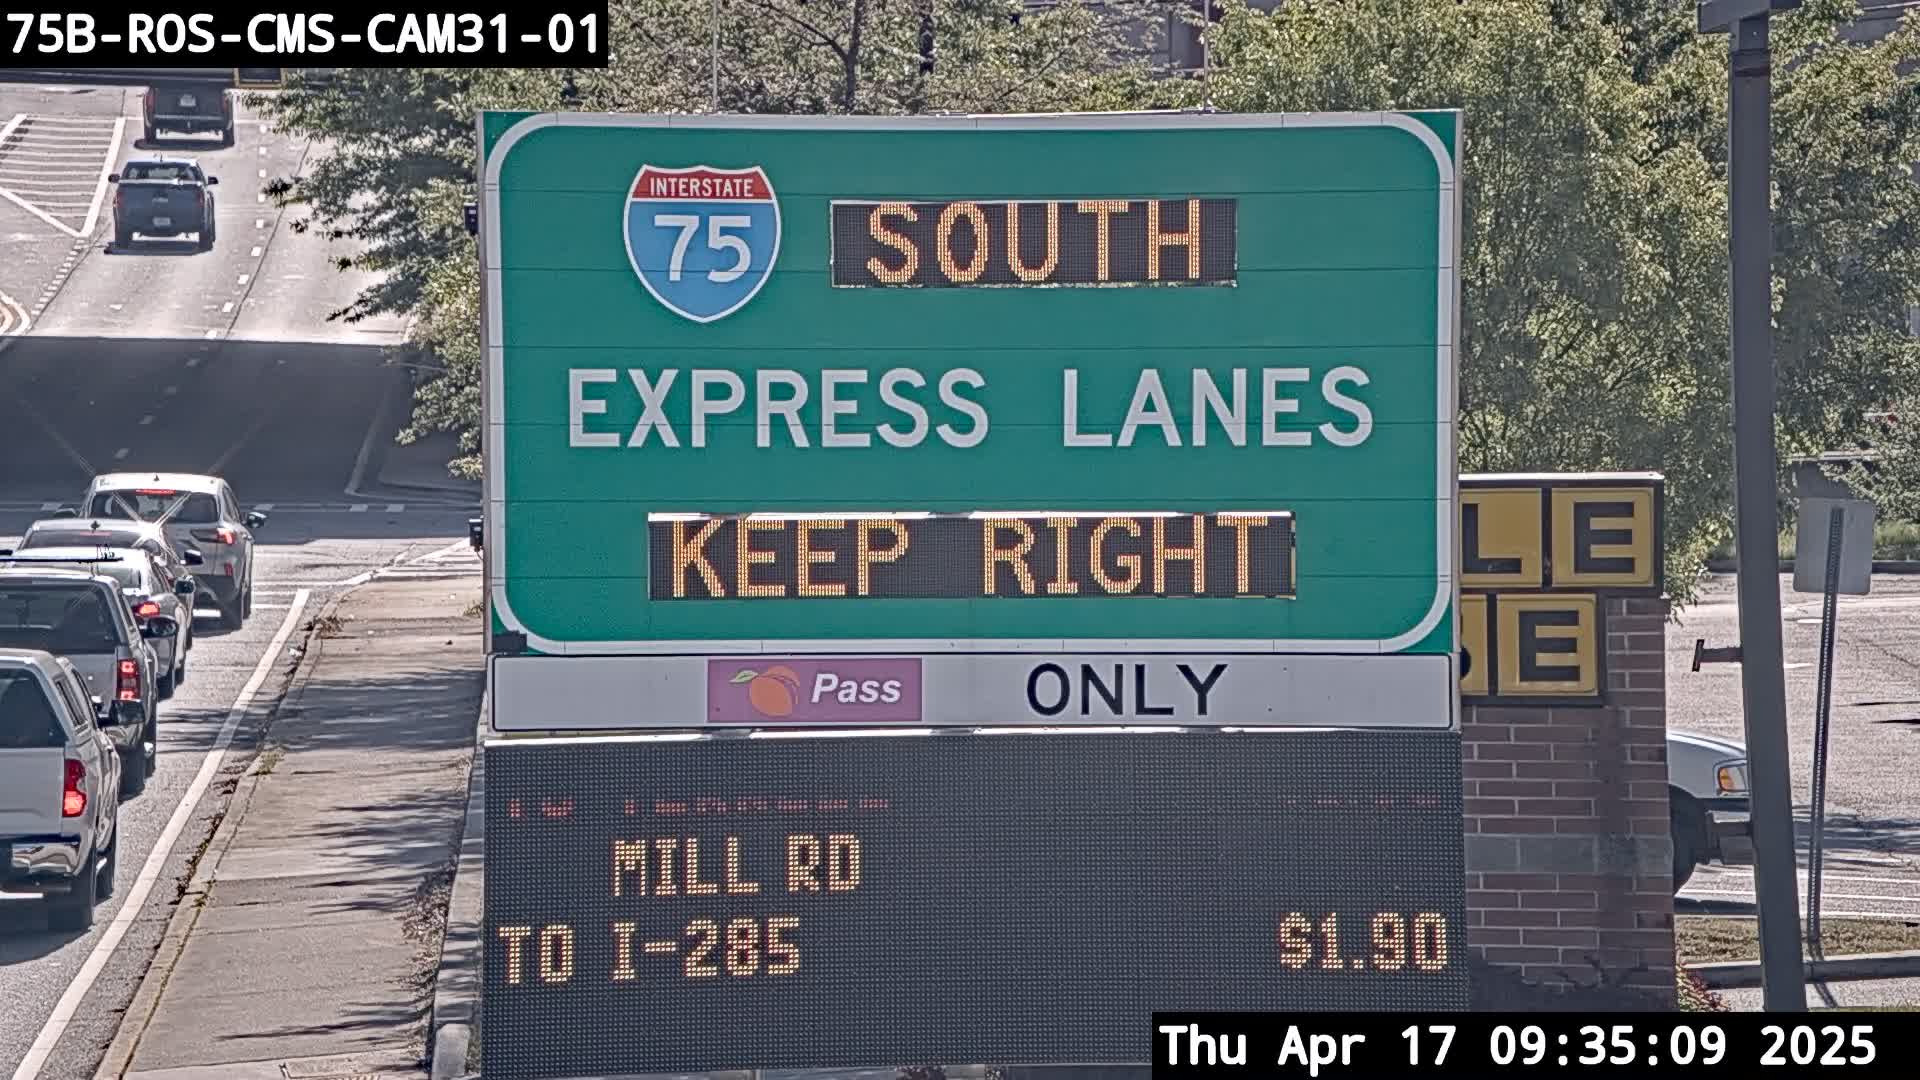 75B-ROS-CMS-CAM31-01
INTERSTATE
75
SOUTH
EXPRESS LANES
KEEP RIGHT
Pass ONLY
MILL RD
TO I-285 $1.90
LE
E
Thu Apr 17 09:35:09 2025